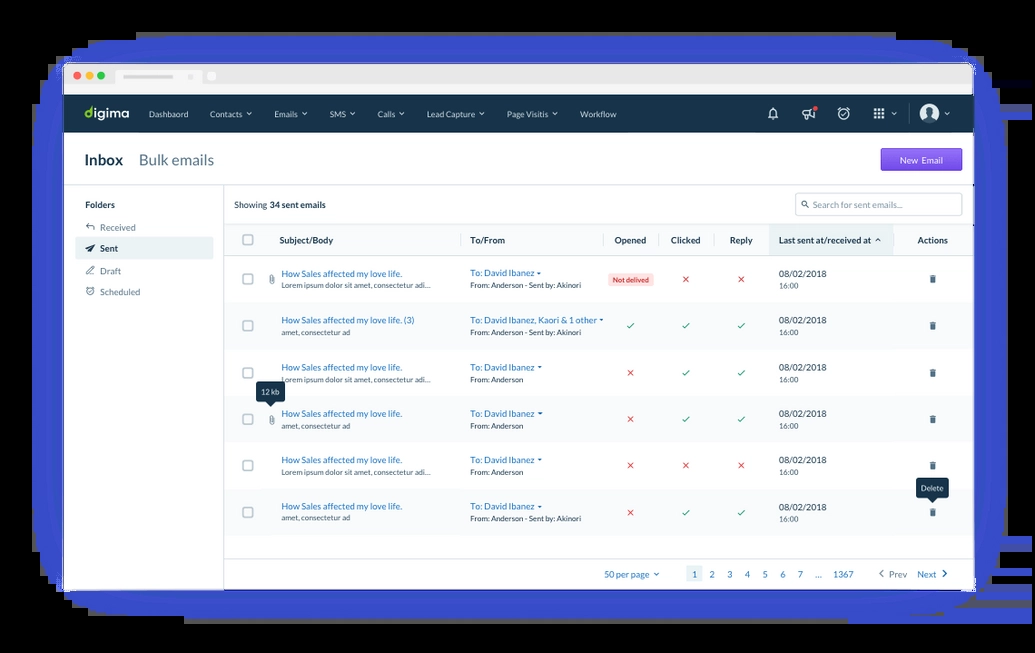 digima
Dashbaord Contacts Emails SMS Calls Lead Capture Page Visitis Workflow
Inbox Bulk emails
New Email
Folders
Received
Sent
Draft
Scheduled
Showing 34 sent emails
Search for sent emails...
Subject/Body To/From Opened Clicked Reply Last sent at/received at Actions
How Sales affected my love life. To: David Ibanez 08/02/2018
Lorem ipsum dolor sit amet, consectetur adi... From: Anderson - Sent by: Akinori Not delived 16:00
How Sales affected my love life. (3) To: David Ibanez, Kaori & 1 other 08/02/2018
amet, consectetur ad From: Anderson - Sent by: Akinori 16:00
How Sales affected my love life. To: David Ibanez 08/02/2018
Lorem ipsum dolor sit amet, consectetur adi... From: Anderson 16:00
12 kb
How Sales affected my love life. To: David Ibanez 08/02/2018
amet, consectetur ad From: Anderson 16:00
How Sales affected my love life. To: David Ibanez 08/02/2018
Lorem ipsum dolor sit amet, consectetur adi... From: Anderson 16:00
Delete
How Sales affected my love life. To: David Ibanez 08/02/2018
amet, consectetur ad From: Anderson - Sent by: Akinori 16:00
50 per page 1 2 3 4 5 6 7 ... 1367 Prev Next